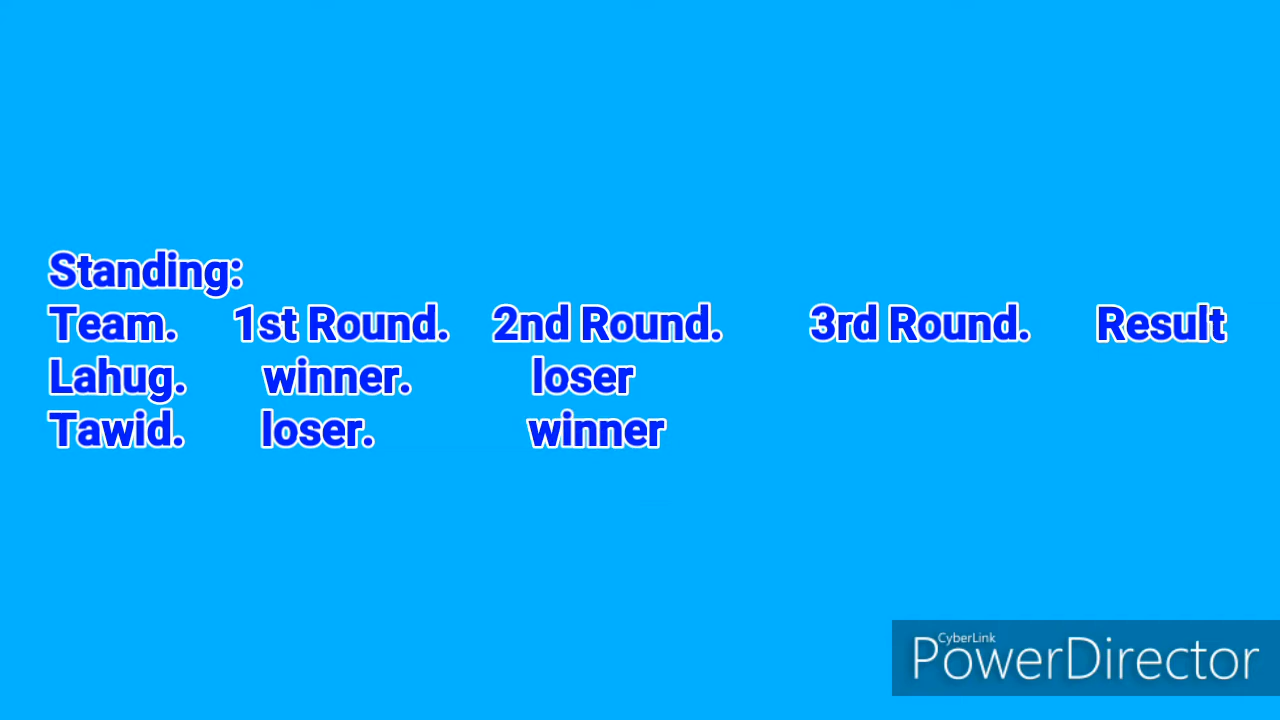 Standing:
Team. 1st Round. 2nd Round. 3rd Round. Result
Lahug. winner. loser
Tawid. loser. winner
CyberLink
PowerDirector